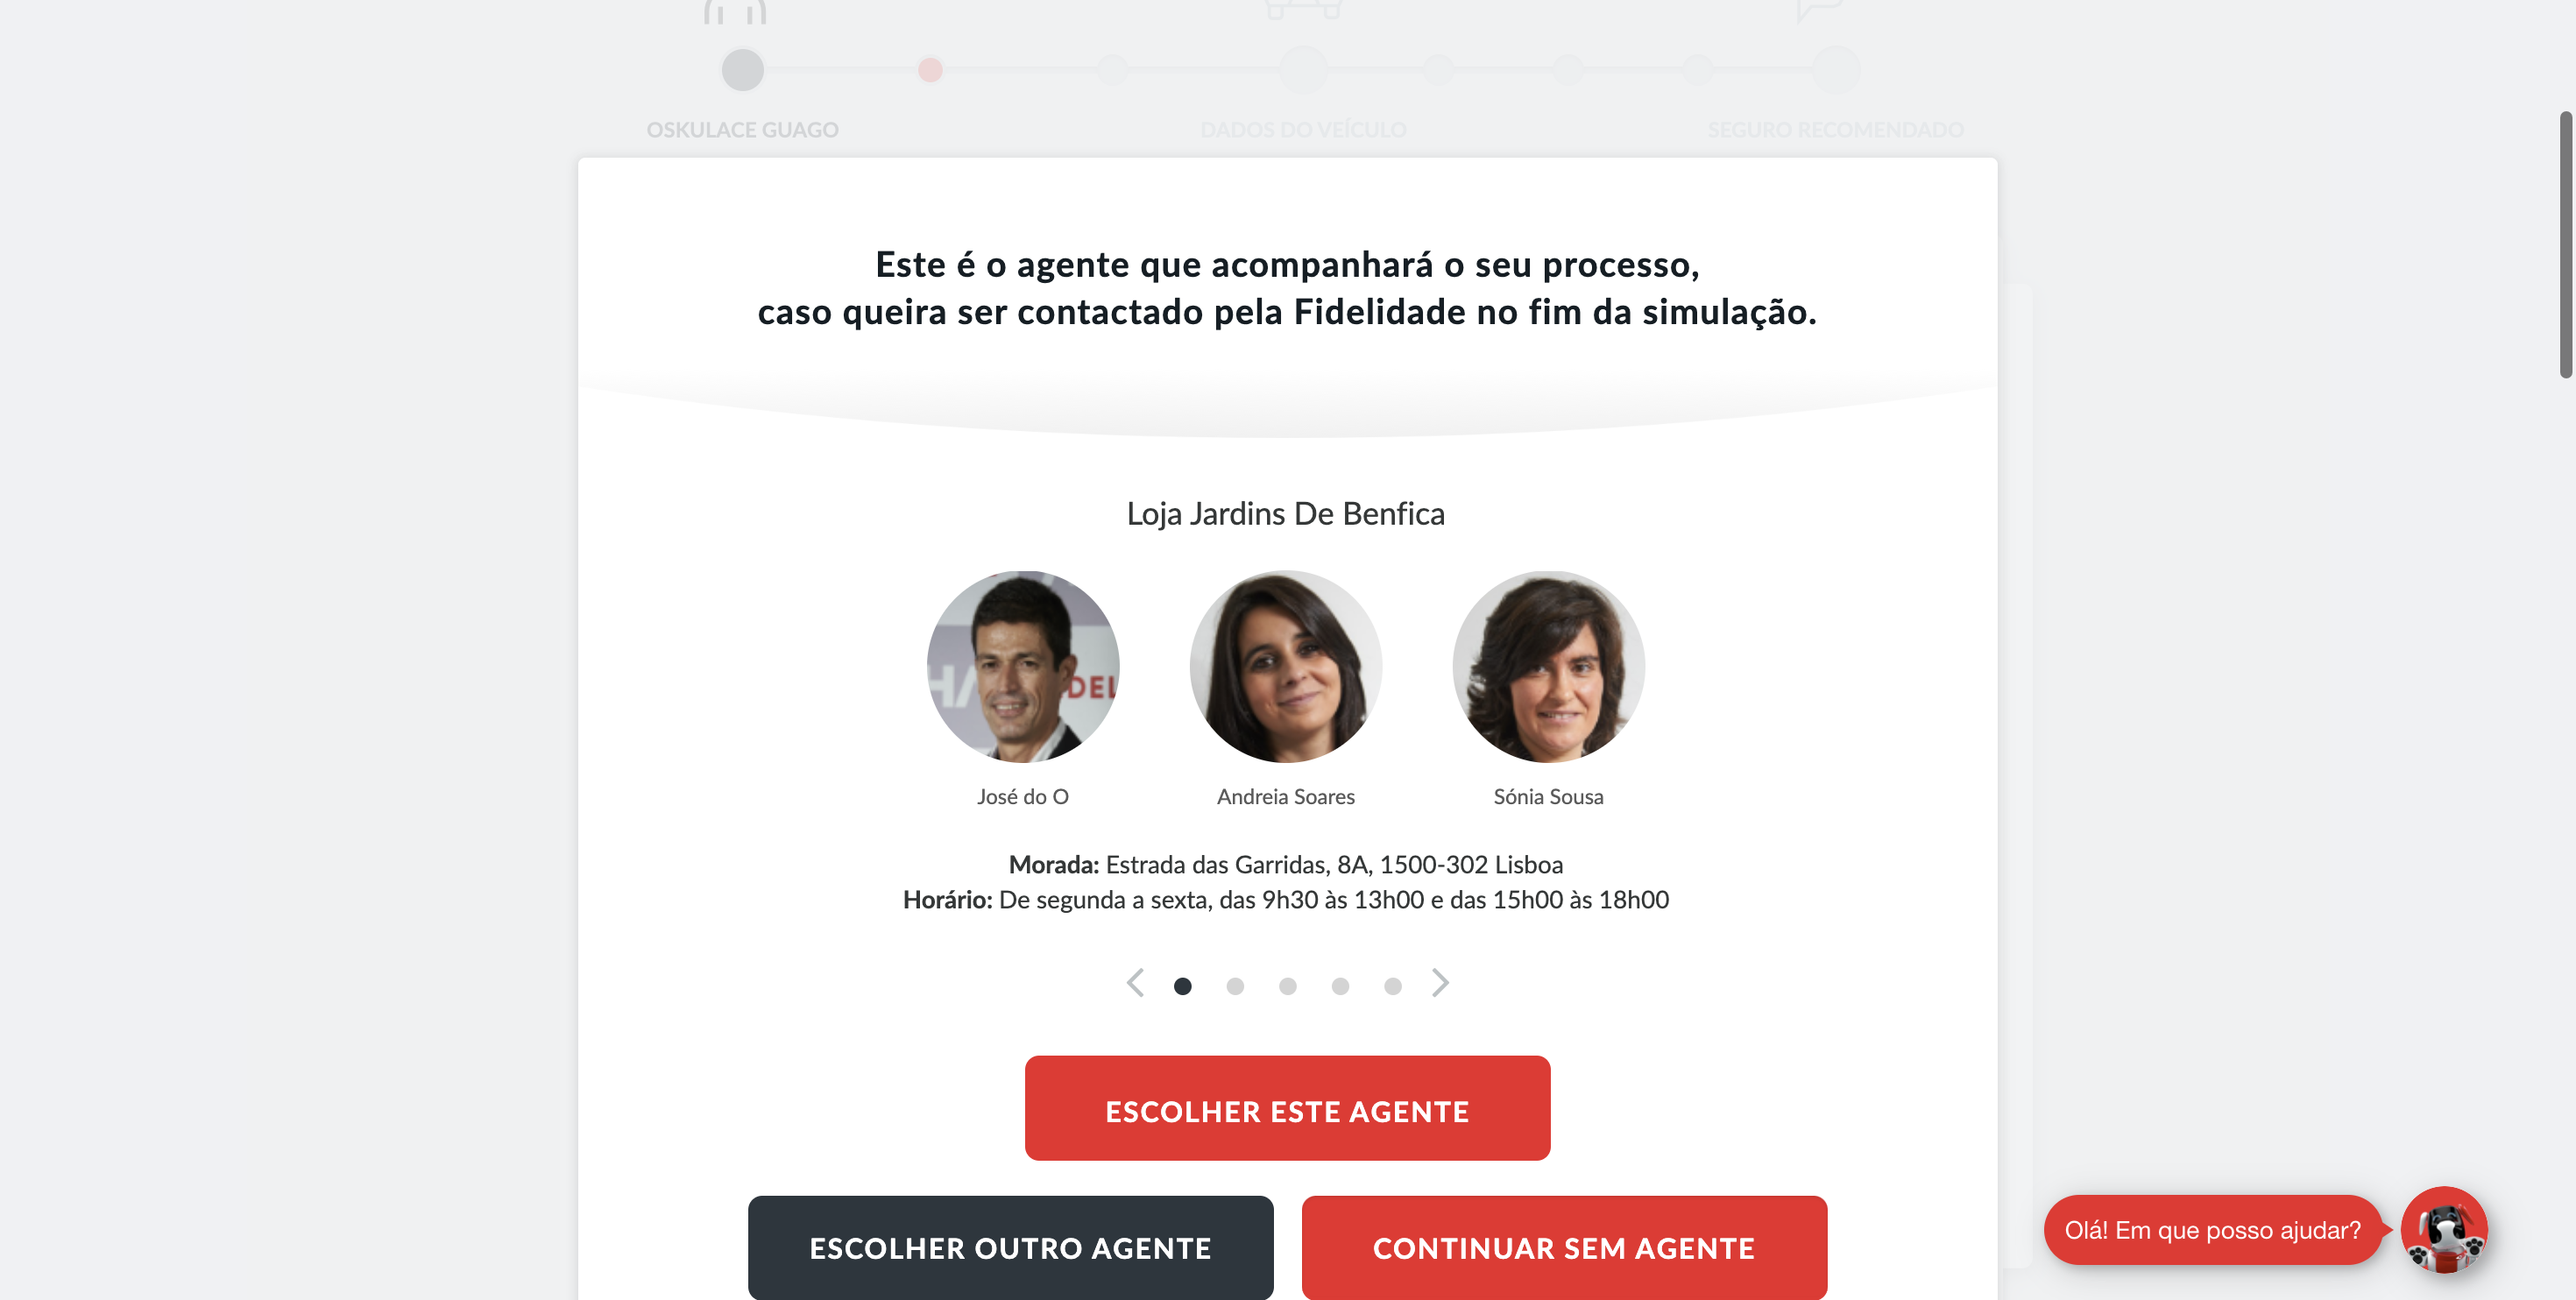 OSKULACE GUAGO
DADOS DO VEÍCULO
SEGURO RECOMENDADO
Este é o agente que acompanhará o seu processo,
caso queira ser contactado pela Fidelidade no fim da simulação.
Loja Jardins De Benfica
HA
DEL
José do O
Andreia Soares
Sónia Sousa
Morada: Estrada das Garridas, 8A, 1500-302 Lisboa
Horário: De segunda a sexta, das 9h30 às 13h00 e das 15h00 às 18h00
ESCOLHER ESTE AGENTE
ESCOLHER OUTRO AGENTE
CONTINUAR SEM AGENTE
Olá! Em que posso ajudar?